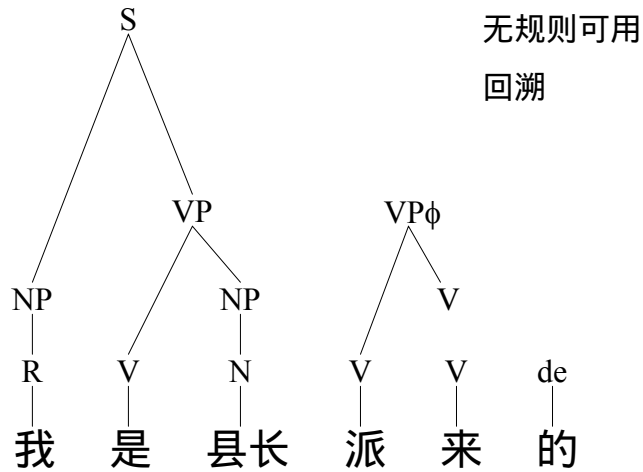 S
无规则可用
回溯
VP VPϕ
NP NP V
R V N V V de
我 是 县长 派 来 的